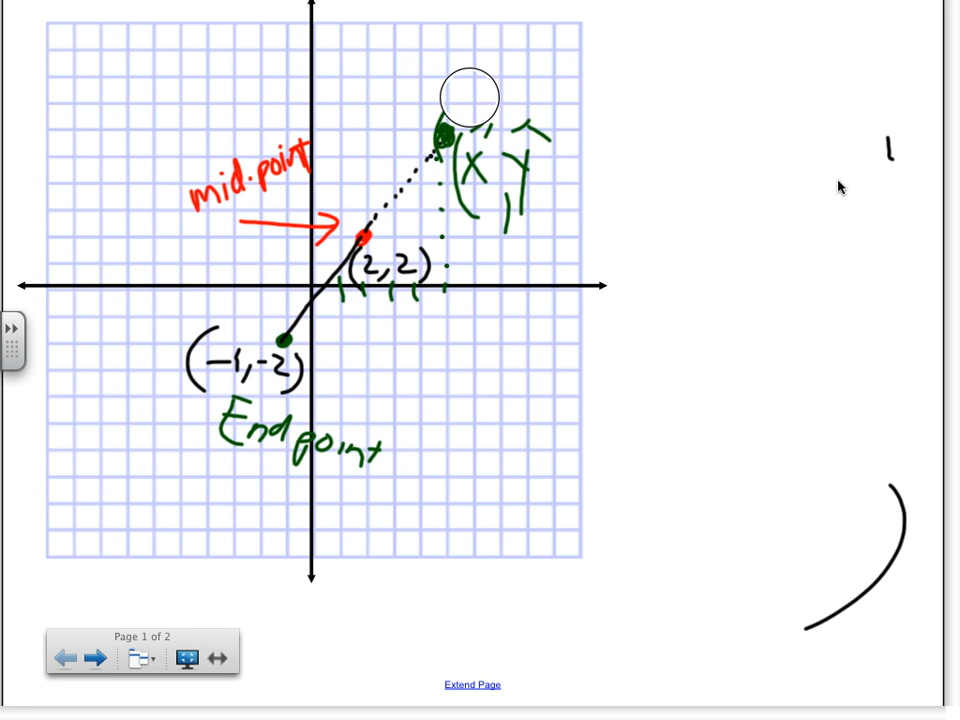 mid.point
(x, y
(2, 2)
(-1, -2)
Endpoint
Page 1 of 2
Extend Page